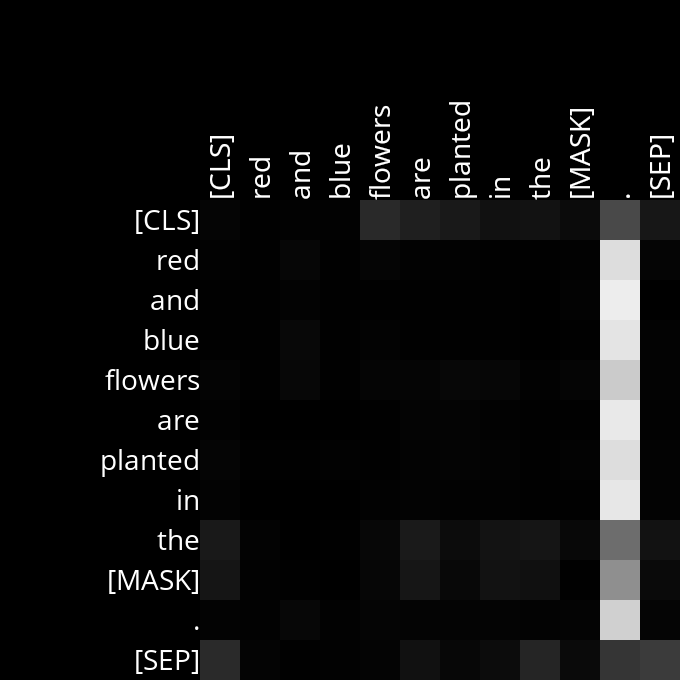 [CLS] red and blue flowers are planted in the [MASK] . [SEP]
[CLS]
red
and
blue
flowers
are
planted
in
the
[MASK]
.
[SEP]